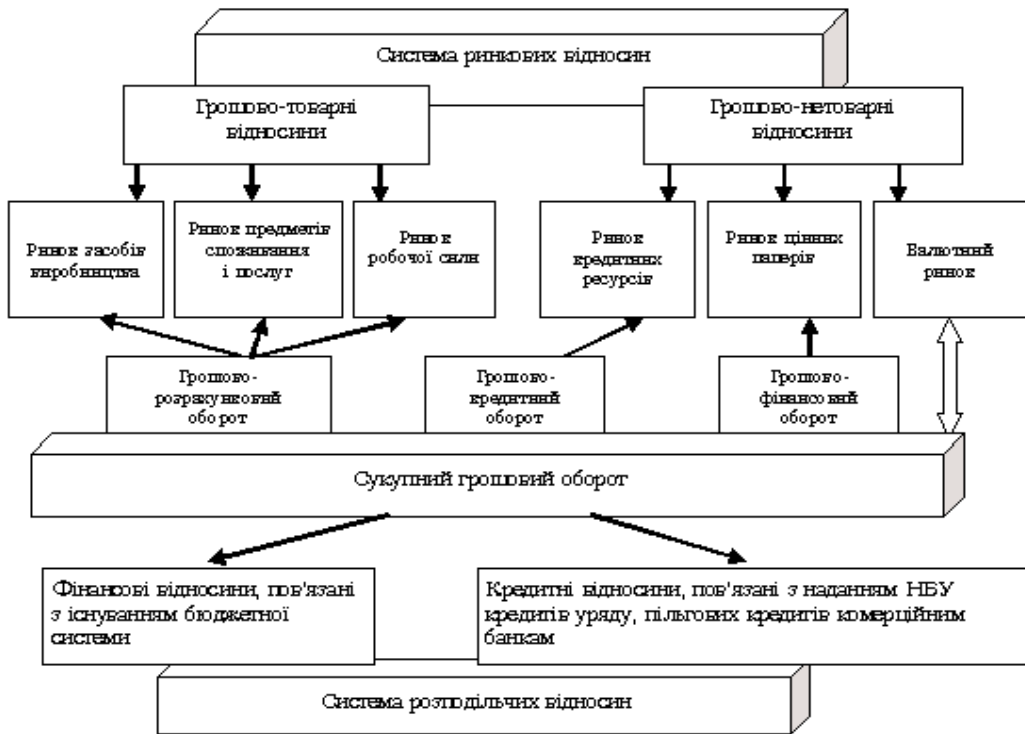 Система ринкових відносин
Грошово-товарні
відносини
Грошово-нетоварні
відносини
Ринок засобів
виробництва
Ринок предметів
споживання
і послуг
Ринок
робочої сили
Ринок
кредитних
ресурсів
Ринок цінних
паперів
Валютний
ринок
Грошово-
розрахунковий
оборот
Грошово-
кредитний
оборот
Грошово-
фінансовий
оборот
Сукупний грошовий оборот
Фінансові відносини, пов’язані
з існуванням бюджетної
системи
Кредитні відносини, пов’язані з наданням НБУ
кредитів уряду, пільгових кредитів комерційним
банкам
Система розподільчих відносин